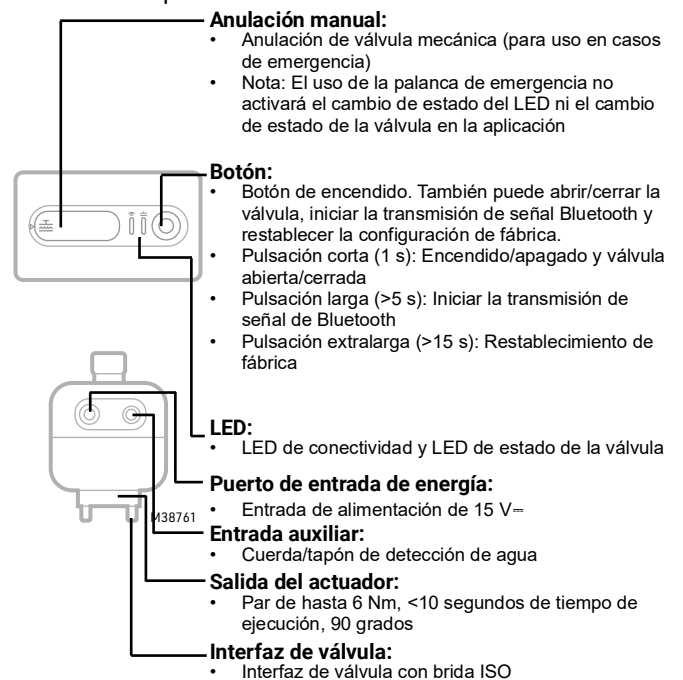 Anulación manual:
• Anulación de válvula mecánica (para uso en casos
de emergencia)
• Nota: El uso de la palanca de emergencia no
activará el cambio de estado del LED ni el cambio
de estado de la válvula en la aplicación
Botón:
• Botón de encendido. También puede abrir/cerrar la
válvula, iniciar la transmisión de señal Bluetooth y
restablecer la configuración de fábrica.
• Pulsación corta (1 s): Encendido/apagado y válvula
abierta/cerrada
• Pulsación larga (>5 s): Iniciar la transmisión de
señal de Bluetooth
• Pulsación extralarga (>15 s): Restablecimiento de
fábrica
LED:
• LED de conectividad y LED de estado de la válvula
Puerto de entrada de energía:
• Entrada de alimentación de 15 V⎓
M38761
Entrada auxiliar:
• Cuerda/tapón de detección de agua
Salida del actuador:
• Par de hasta 6 Nm, <10 segundos de tiempo de
ejecución, 90 grados
Interfaz de válvula:
• Interfaz de válvula con brida ISO